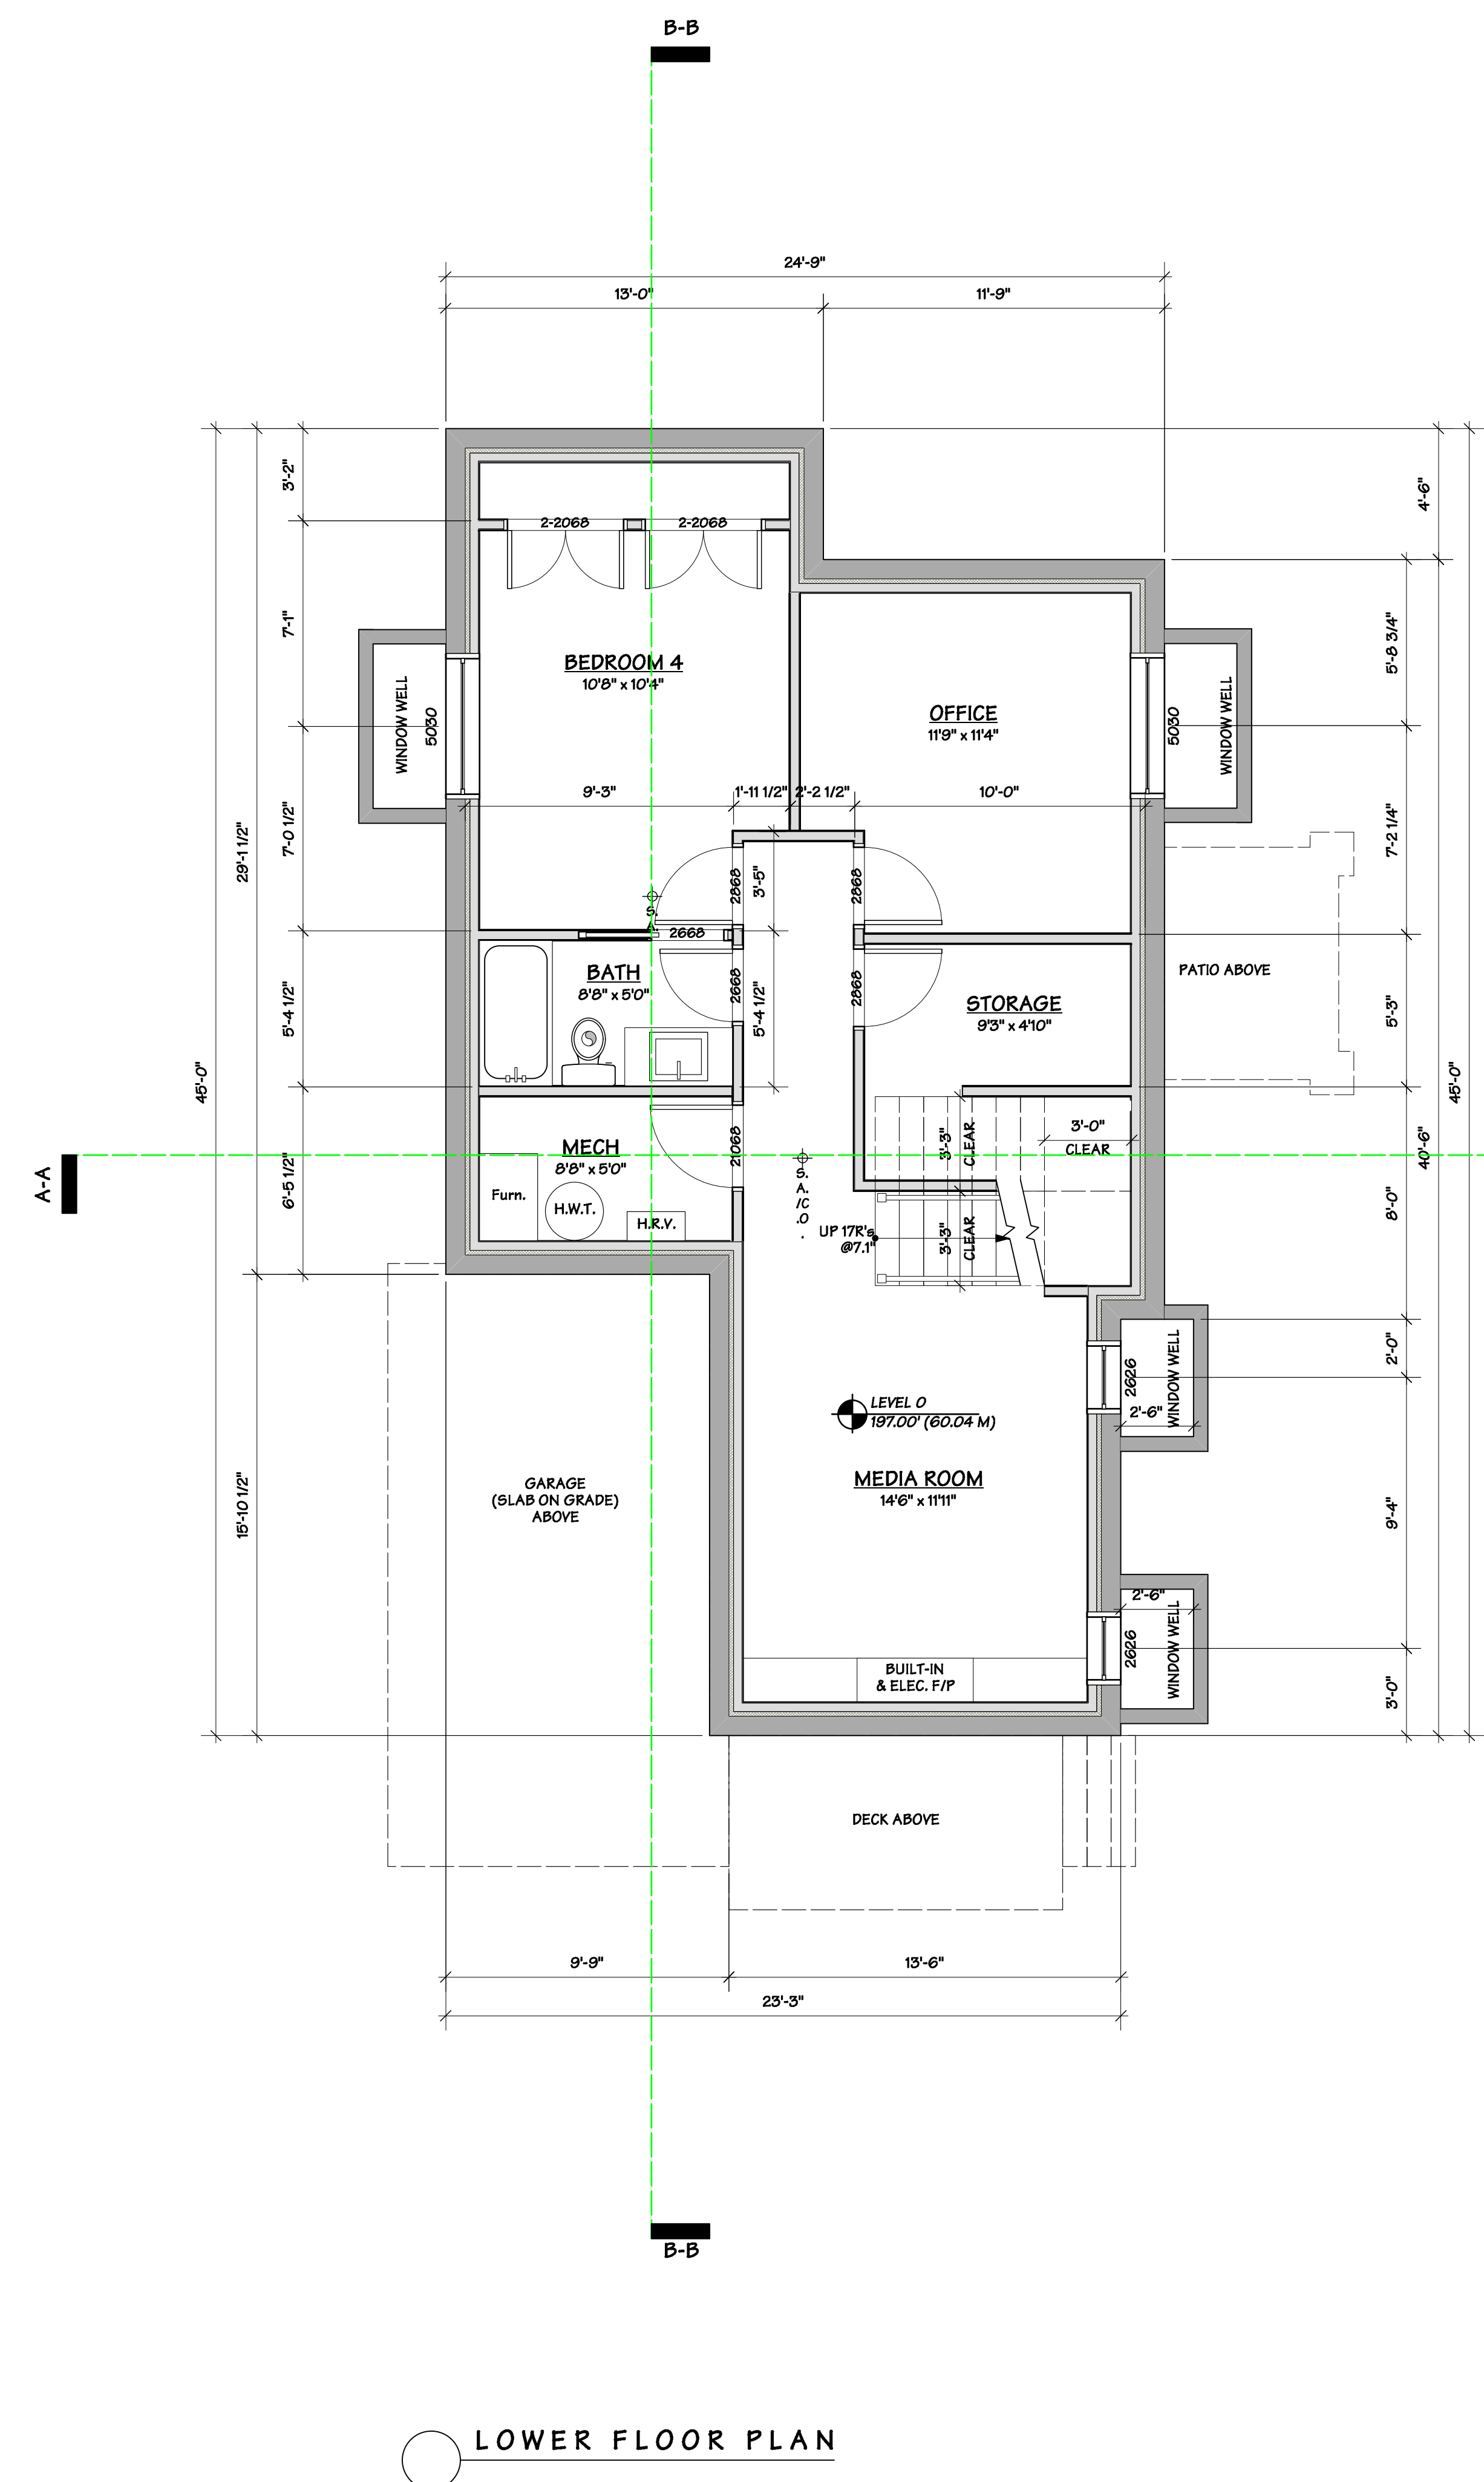 B-B
24'-9"
13'-0"
11'-9"
3'-2"
4'-6"
2-2068
2-2068
7'-1"
5'-8 3/4"
BEDROOM 4
10'8" x 10'4"
OFFICE
11'9" x 11'4"
WINDOW WELL
5030
5030
WINDOW WELL
9'-3"
1'-11 1/2"
2'-2 1/2"
10'-0"
7'-0 1/2"
29'-1 1/2"
7'-2 1/4"
2868
3'-5"
2868
S.
A.
2668
BATH
8'8" x 5'0"
2668
5'-4 1/2"
2868
STORAGE
9'3" x 4'10"
PATIO ABOVE
5'-4 1/2"
5'-3"
45'-0"
45'-0"
MECH
8'8" x 5'0"
21068
3'-3"
CLEAR
3'-0"
CLEAR
40'-6"
A-A
6'-5 1/2"
Furn.
H.W.T.
H.R.V.
S.
A.
/C
.O
.
UP 17R's
@7.1"
3'-3"
CLEAR
8'-0"
2'-0"
2626
WINDOW WELL
2'-6"
LEVEL 0
197.00' (60.04 M)
MEDIA ROOM
14'6" x 11'11"
GARAGE
(SLAB ON GRADE)
ABOVE
15'-10 1/2"
9'-4"
2'-6"
2626
WINDOW WELL
BUILT-IN
& ELEC. F/P
3'-0"
DECK ABOVE
9'-9"
13'-6"
23'-3"
B-B
LOWER FLOOR PLAN